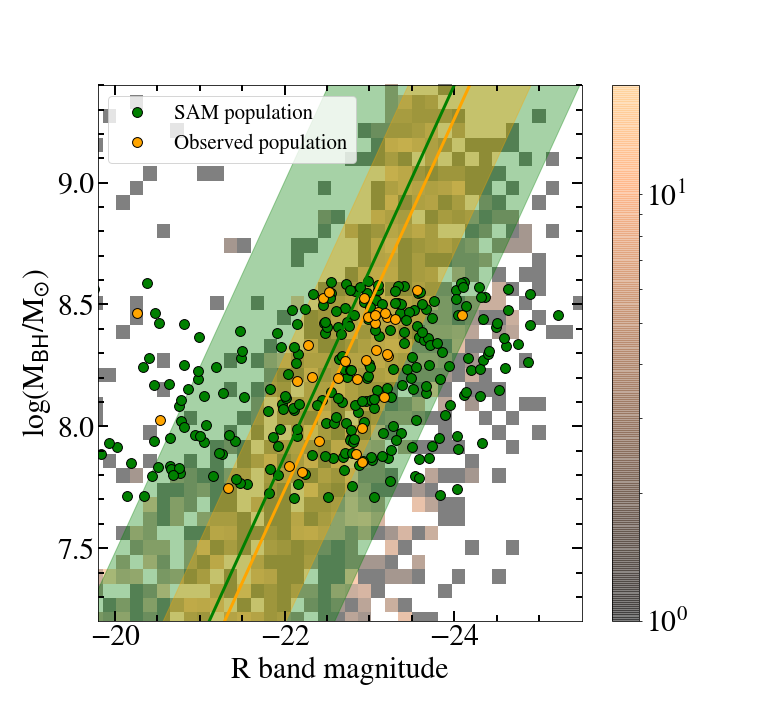 SAM population
Observed population
9.0
8.5
8.0
7.5
log(M_BH/M_⊙)
−20
−22
−24
R band magnitude
10^1
10^0